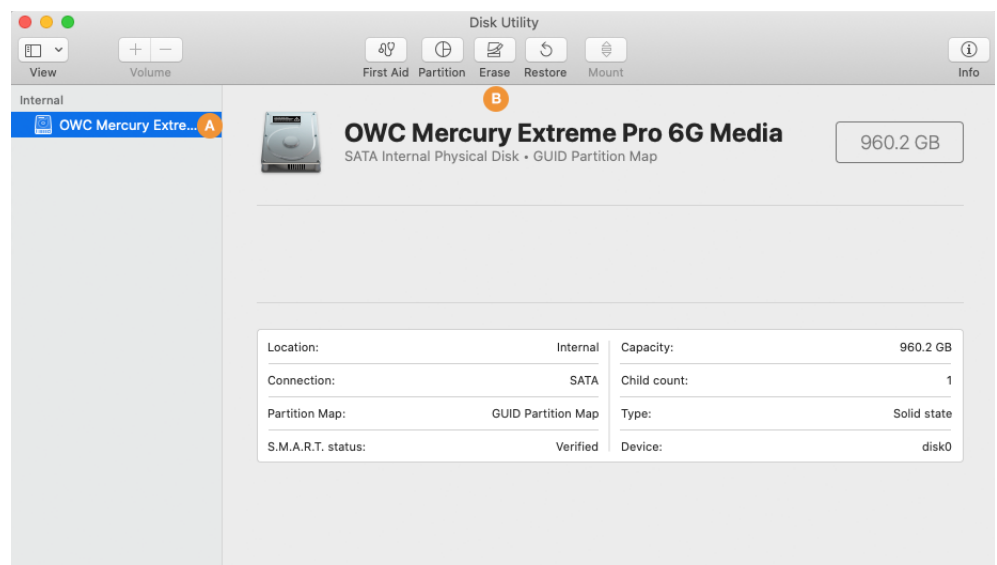 Disk Utility
View Volume First Aid Partition Erase Restore Mount Info
Internal
OWC Mercury Extre... A
B
OWC Mercury Extreme Pro 6G Media
SATA Internal Physical Disk • GUID Partition Map
960.2 GB
Location: Internal
Capacity: 960.2 GB
Connection: SATA
Child count: 1
Partition Map: GUID Partition Map
Type: Solid state
S.M.A.R.T. status: Verified
Device: disk0